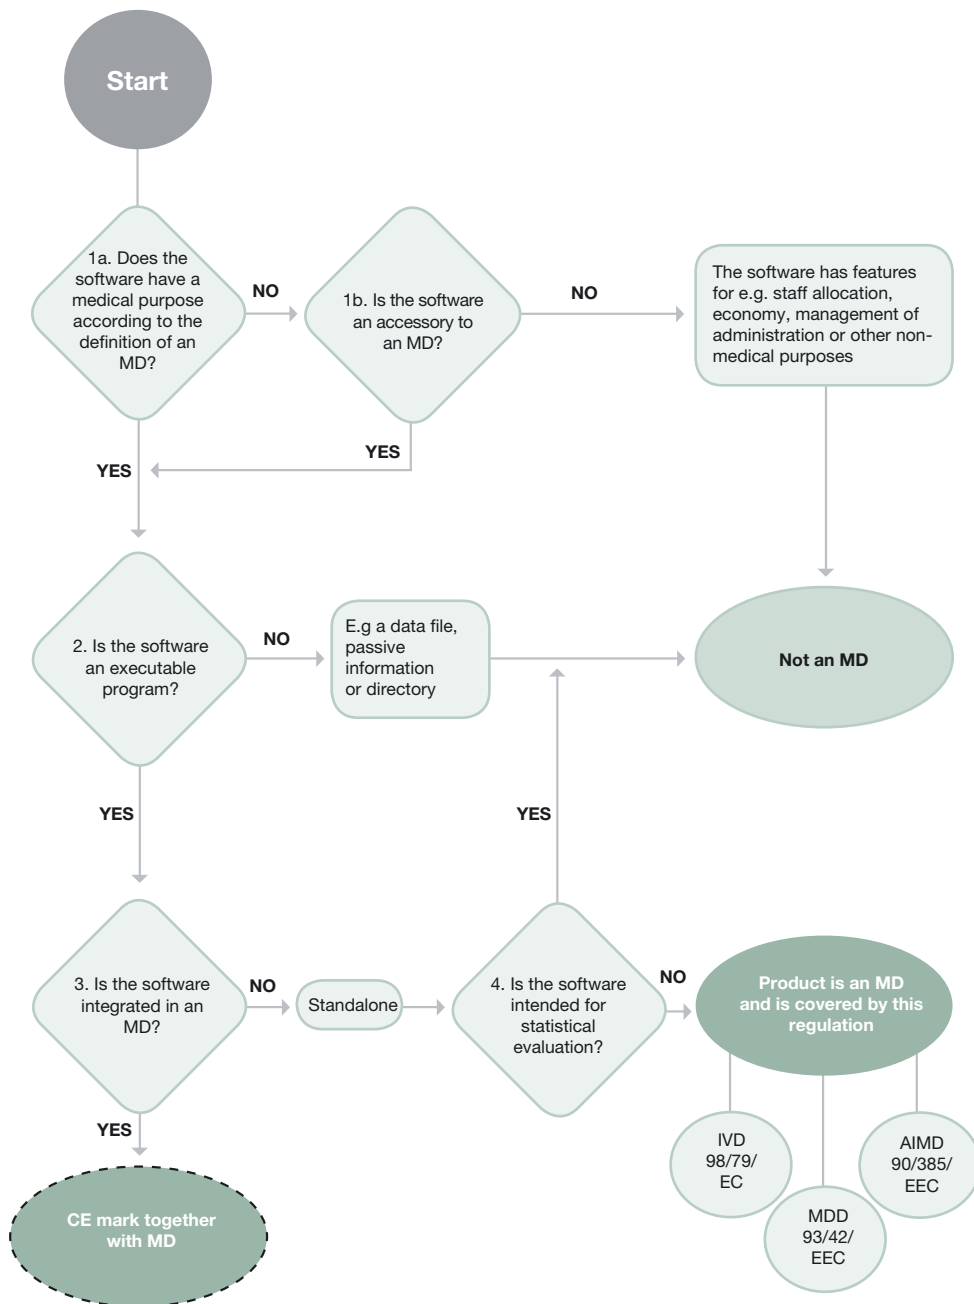 Start
1a. Does the
software have a
medical purpose
according to the
definition of an
MD?
NO
1b. Is the software
an accessory to
an MD?
NO
The software has features
for e.g. staff allocation,
economy, management of
administration or other non-
medical purposes
YES
YES
2. Is the software
an executable
program?
NO
E.g a data file,
passive
information
or directory
Not an MD
YES
YES
3. Is the software
integrated in an
MD?
NO
Standalone
4. Is the software
intended for
statistical
evaluation?
NO
Product is an MD
and is covered by this
regulation
YES
IVD
98/79/
EC
MDD
93/42/
EEC
AIMD
90/385/
EEC
CE mark together
with MD